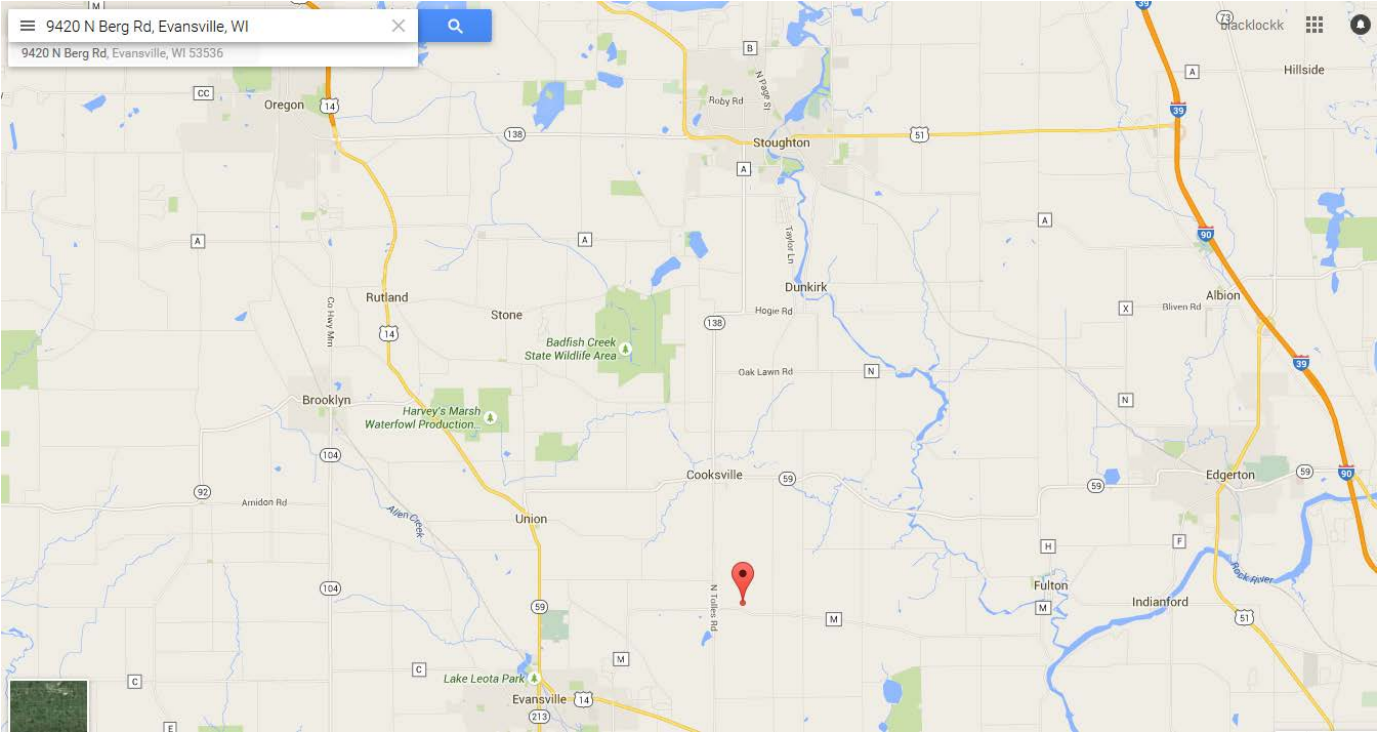 9420 N Berg Rd, Evansville, WI
9420 N Berg Rd, Evansville, WI 53536
M
39
73
blacklockk
B
N Page St
A
Hillside
CC
Oregon
14
Roby Rd
39
138
Stoughton
51
A
A
A
A
Taylor Ln
90
Dunkirk
Rutland
Co Hwy Mm
Stone
Hogie Rd
X
Bliven Rd
Albion
14
138
Badfish Creek
State Wildlife Area
Oak Lawn Rd
N
39
Brooklyn
Harvey's Marsh
Waterfowl Production...
N
104
Cooksville
59
59
Edgerton
59
90
92
Amidon Rd
Allen Creek
Union
H
F
Rock River
104
N Tolles Rd
Fulton
59
M
M
Indianford
51
C
C
M
Lake Leota Park
Evansville
14
213
E